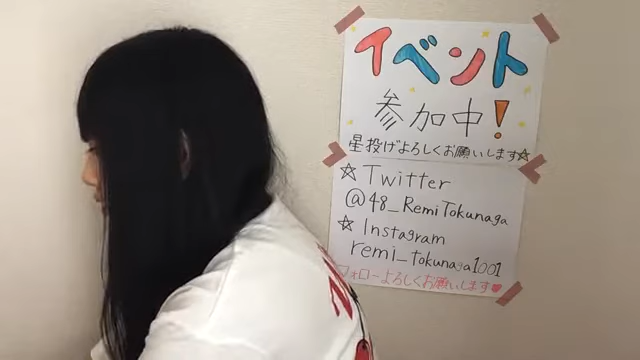 イベント
参加中!
星投げよろしくお願いします☆
☆Twitter
@48_RemiTokunaga
☆Instagram
remi_tokunaga1001
フォローよろしくお願いします♥